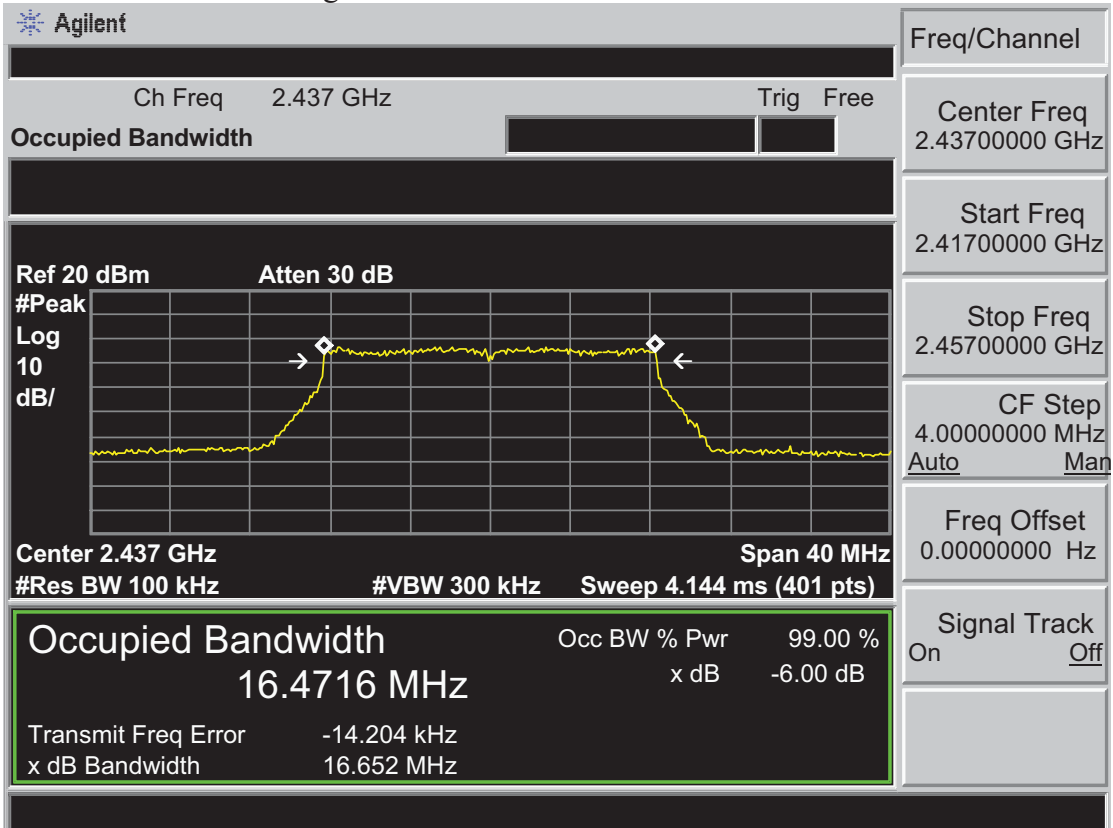 Agilent
Freq/Channel
Ch Freq 2.437 GHz Trig Free
Occupied Bandwidth
Center Freq
2.43700000 GHz
Start Freq
2.41700000 GHz
Ref 20 dBm Atten 30 dB
#Peak
Log
10
dB/
Stop Freq
2.45700000 GHz
CF Step
4.00000000 MHz
Auto Man
Center 2.437 GHz Span 40 MHz
#Res BW 100 kHz #VBW 300 kHz Sweep 4.144 ms (401 pts)
Freq Offset
0.00000000 Hz
Occupied Bandwidth Occ BW % Pwr 99.00 %
16.4716 MHz x dB -6.00 dB
Transmit Freq Error -14.204 kHz
x dB Bandwidth 16.652 MHz
Signal Track
On Off